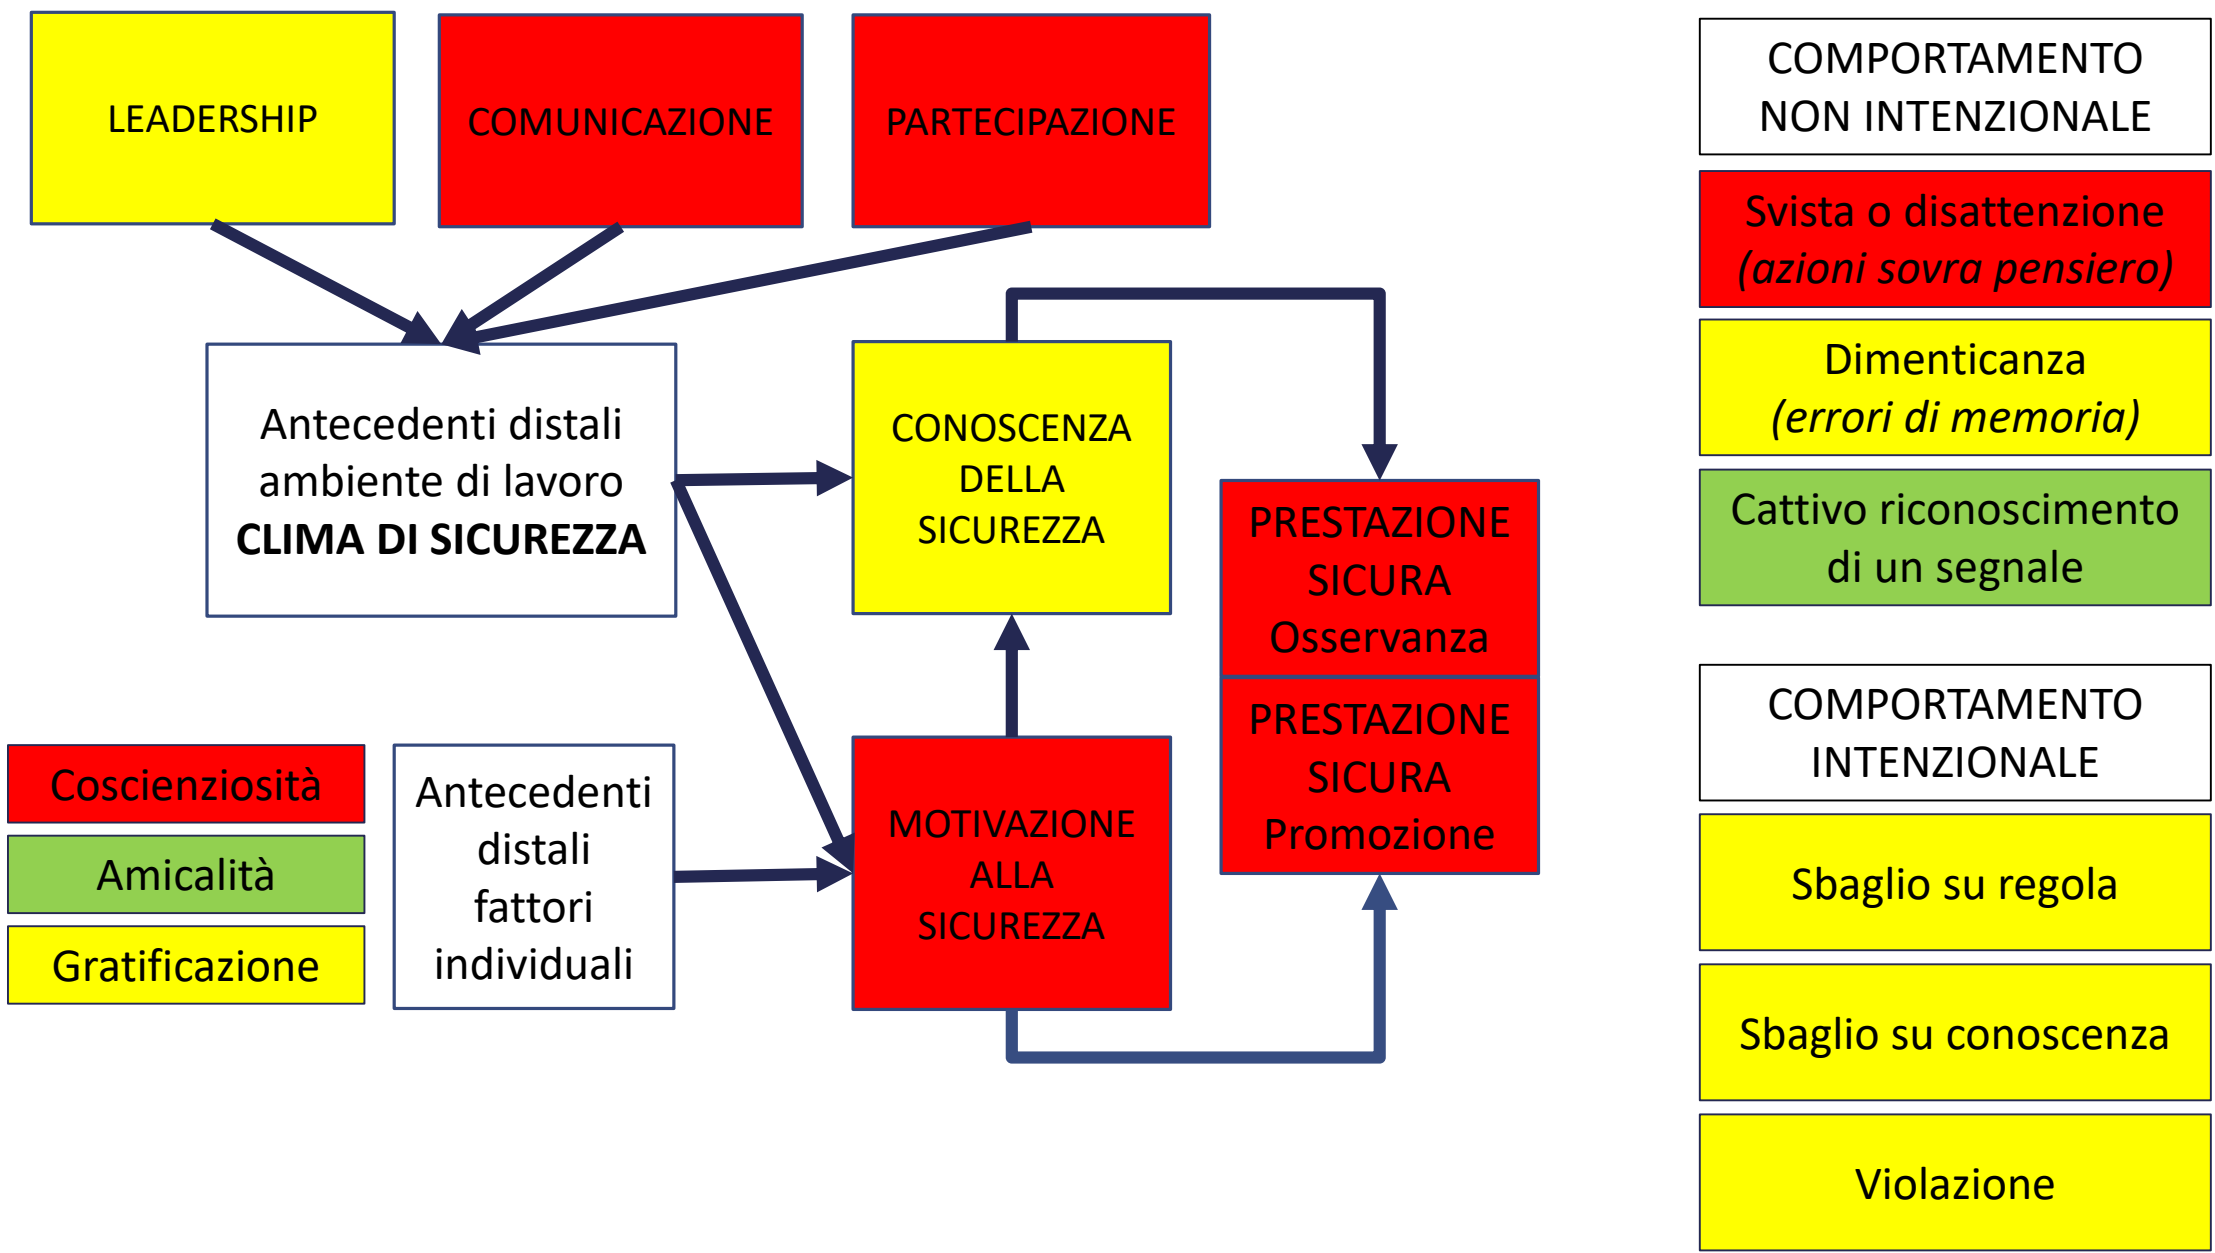 LEADERSHIP
COMUNICAZIONE
PARTECIPAZIONE
Antecedenti distali
ambiente di lavoro
CLIMA DI SICUREZZA
CONOSCENZA
DELLA
SICUREZZA
PRESTAZIONE
SICURA
Osservanza
PRESTAZIONE
SICURA
Promozione
Coscienziosità
Amicalità
Gratificazione
Antecedenti
distali
fattori
individuali
MOTIVAZIONE
ALLA
SICUREZZA
COMPORTAMENTO
NON INTENZIONALE
Svista o disattenzione
(azioni sovra pensiero)
Dimenticanza
(errori di memoria)
Cattivo riconoscimento
di un segnale
COMPORTAMENTO
INTENZIONALE
Sbaglio su regola
Sbaglio su conoscenza
Violazione